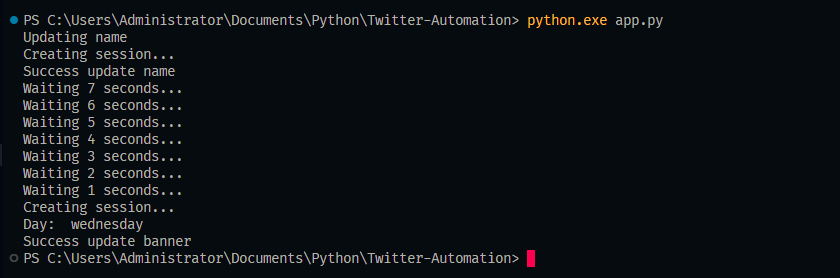 PS C:\Users\Administrator\Documents\Python\Twitter-Automation> python.exe app.py
Updating name
Creating session...
Success update name
Waiting 7 seconds...
Waiting 6 seconds...
Waiting 5 seconds...
Waiting 4 seconds...
Waiting 3 seconds...
Waiting 2 seconds...
Waiting 1 seconds...
Creating session...
Day:  wednesday
Success update banner
PS C:\Users\Administrator\Documents\Python\Twitter-Automation>